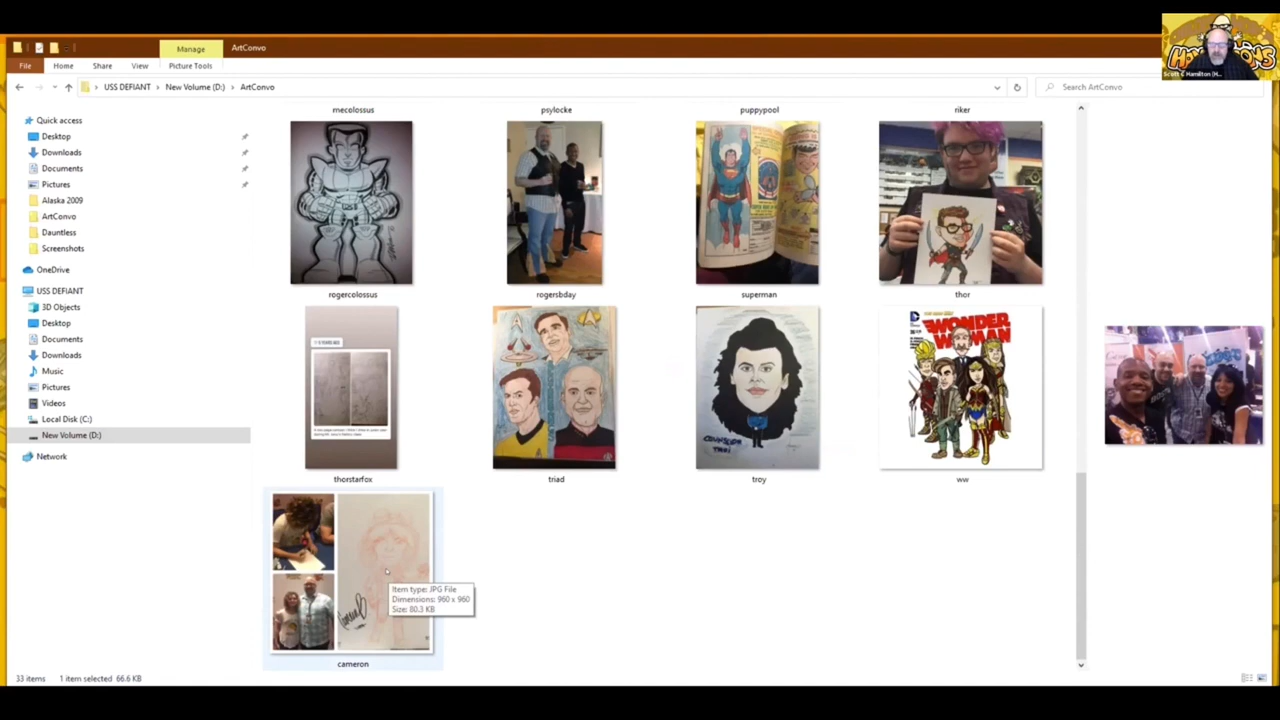 Manage
ArtConvo
File
Home
Share
View
Picture Tools
USS DEFIANT
New Volume (D:)
ArtConvo
Search ArtConvo
Scott C Hamilton (H...
Quick access
Desktop
Downloads
Documents
Pictures
Alaska 2009
ArtConvo
Dauntless
Screenshots
OneDrive
USS DEFIANT
3D Objects
Desktop
Documents
Downloads
Music
Pictures
Videos
Local Disk (C:)
New Volume (D:)
Network
mecolossus
psylocke
puppypool
riker
rogercolossus
rogersbday
superman
thor
COUNSELOR
TROI
WONDER
WOMAN
thorstarfox
triad
troy
ww
Item type: JPG File
Dimensions: 960 x 960
Size: 80.3 KB
cameron
33 items
1 item selected 66.6 KB